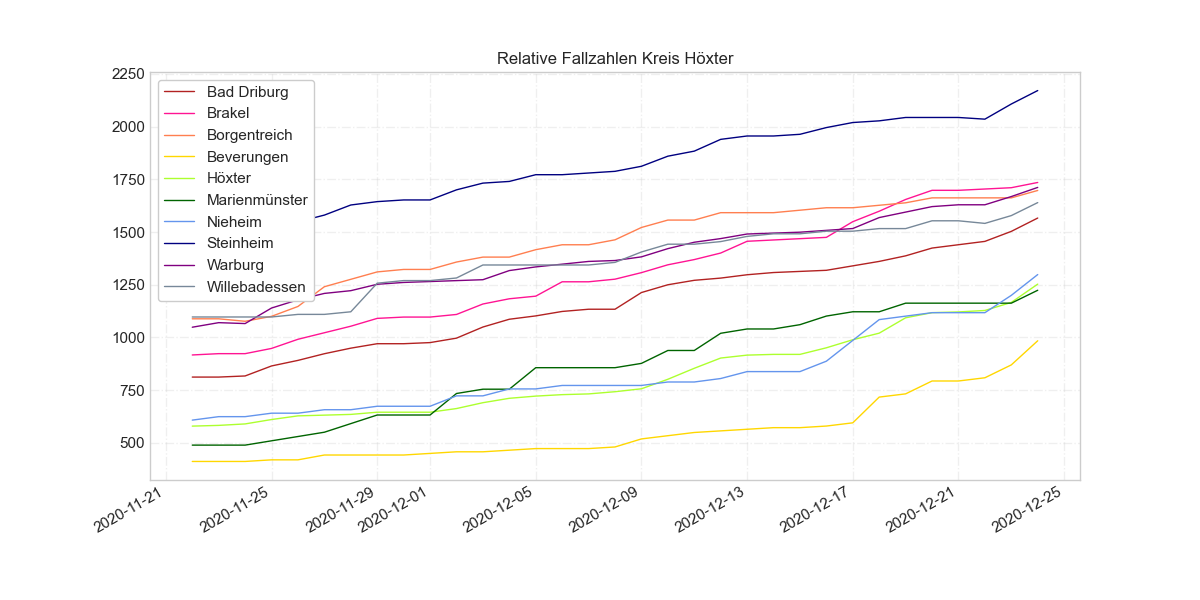 Relative Fallzahlen Kreis Höxter
2250
2000
1750
1500
1250
1000
750
500
Bad Driburg
Brakel
Borgentreich
Beverungen
Höxter
Marienmünster
Nieheim
Steinheim
Warburg
Willebadessen
2020-11-21
2020-11-25
2020-11-29
2020-12-01
2020-12-05
2020-12-09
2020-12-13
2020-12-17
2020-12-21
2020-12-25